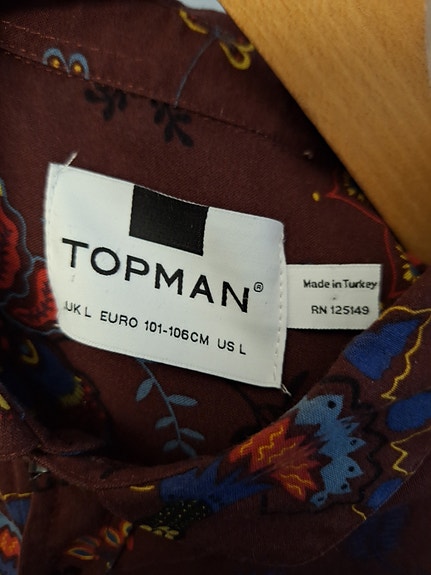 TOPMAN®
UK L EURO 101-106CM US L
Made in Turkey
RN 125149